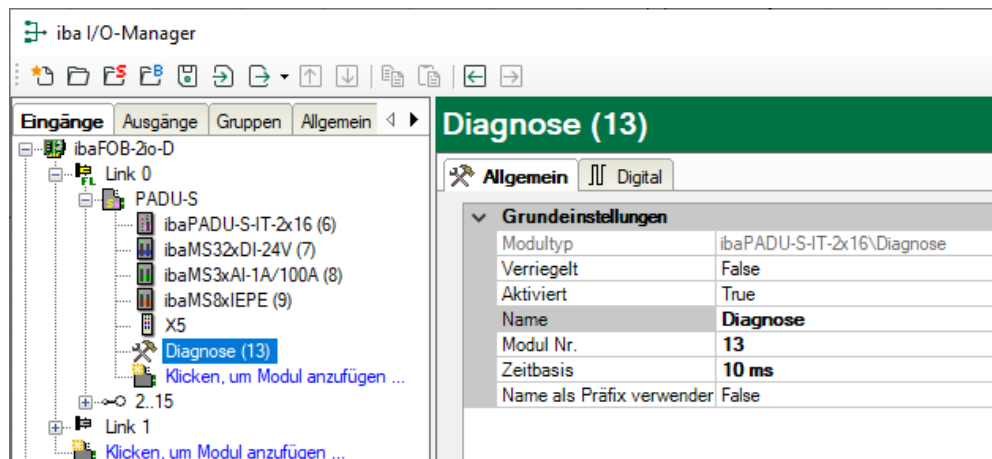 iba I/O-Manager
Eingänge Ausgänge Gruppen Allgemein
ibaFOB-2io-D
Link 0
PADU-S
ibaPADU-S-IT-2x16 (6)
ibaMS32xDI-24V (7)
ibaMS3xAI-1A/100A (8)
ibaMS8xIEPE (9)
X5
Diagnose (13)
Klicken, um Modul anzufügen ...
2..15
Link 1
Klicken, um Modul anzufügen ...
Diagnose (13)
Allgemein Digital
Grundeinstellungen
Modultyp ibaPADU-S-IT-2x16\Diagnose
Verriegelt False
Aktiviert True
Name Diagnose
Modul Nr. 13
Zeitbasis 10 ms
Name als Präfix verwender False